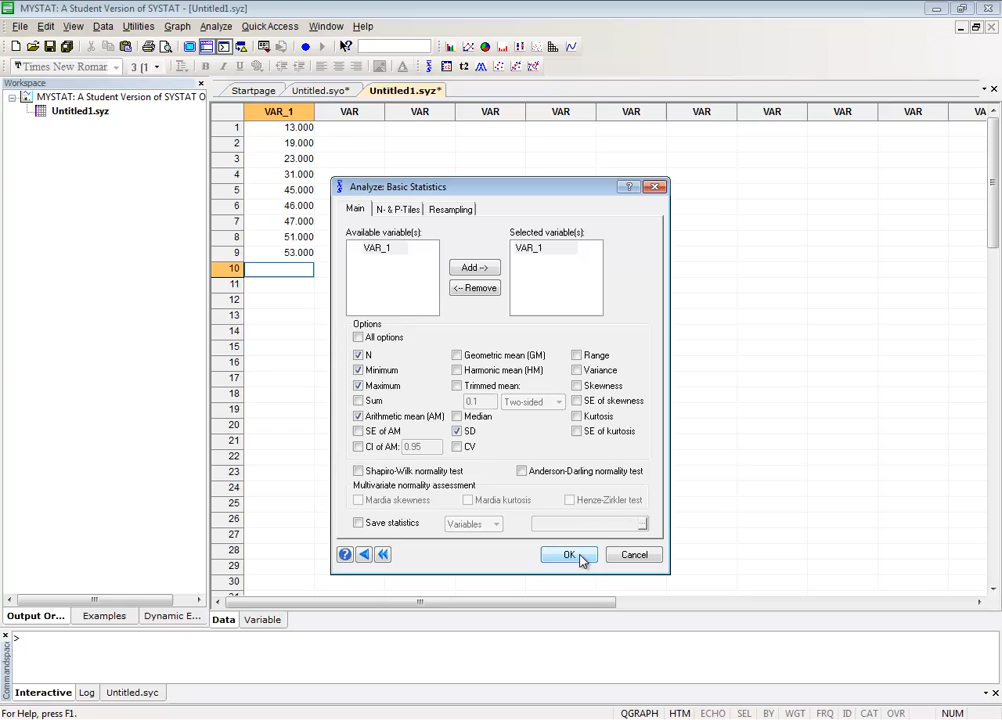 MYSTAT: A Student Version of SYSTAT - [Untitled1.syz]
File Edit View Data Utilities Graph Analyze Quick Access Window Help
Times New Roman 3 (1
Workspace
MYSTAT: A Student Version of SYSTAT O
Untitled1.syz
Startpage Untitled.syo* Untitled1.syz*
VAR_1 VAR VAR VAR VAR VAR VAR VAR VAR VA
1 13.000
2 19.000
3 23.000
4 31.000
5 45.000
6 46.000
7 47.000
8 51.000
9 53.000
10
11
12
13
14
15
16
17
18
19
20
21
22
23
24
25
26
27
28
29
30
Analyze: Basic Statistics
Main N- & P-Tiles Resampling
Available variable(s): Selected variable(s):
VAR_1 VAR_1
Add -->
<-- Remove
Options
All options
N Geometric mean (GM) Range
Minimum Harmonic mean (HM) Variance
Maximum Trimmed mean: Skewness
Sum 0.1 Two-sided SE of skewness
Arithmetic mean (AM) Median Kurtosis
SE of AM SD SE of kurtosis
CI of AM: 0.95 CV
Shapiro-Wilk normality test Anderson-Darling normality test
Multivariate normality assessment
Mardia skewness Mardia kurtosis Henze-Zirkler test
Save statistics Variables ...
OK Cancel
Output Or... Examples Dynamic E...
Data Variable
Commandspac
>
Interactive Log Untitled.syc
For Help, press F1. QGRAPH HTM ECHO SEL BY WGT FRQ ID CAT OVR NUM